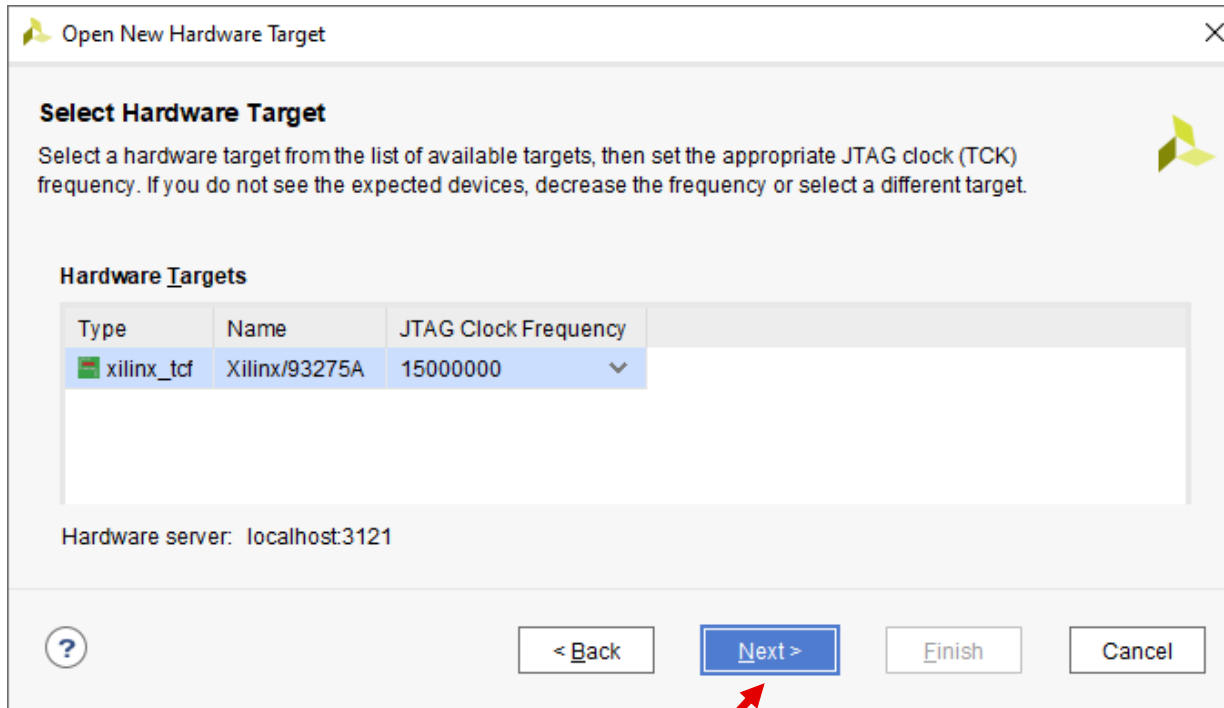 Open New Hardware Target
Select Hardware Target
Select a hardware target from the list of available targets, then set the appropriate JTAG clock (TCK)
frequency. If you do not see the expected devices, decrease the frequency or select a different target.
Hardware Targets
Type Name JTAG Clock Frequency
xilinx_tcf Xilinx/93275A 15000000
Hardware server: localhost:3121
? < Back Next > Finish Cancel